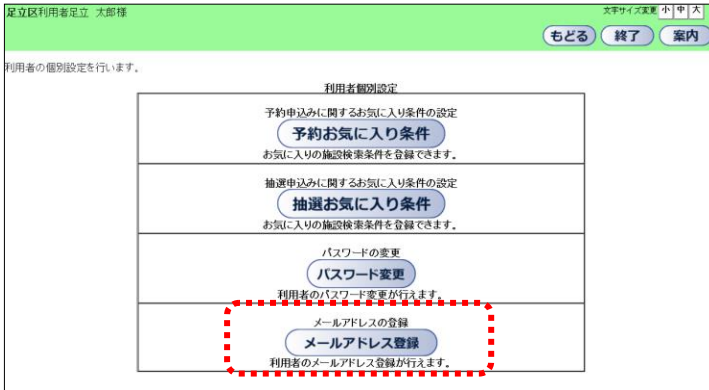 足立区利用者足立 太郎様
文字サイズ変更 小 中 大
もどる 終了 案内
利用者の個別設定を行います。
利用者個別設定
予約申込みに関するお気に入り条件の設定
予約お気に入り条件
お気に入りの施設検索条件を登録できます。
抽選申込みに関するお気に入り条件の設定
抽選お気に入り条件
お気に入りの施設検索条件を登録できます。
パスワードの変更
パスワード変更
利用者のパスワード変更が行えます。
メールアドレスの登録
メールアドレス登録
利用者のメールアドレス登録が行えます。